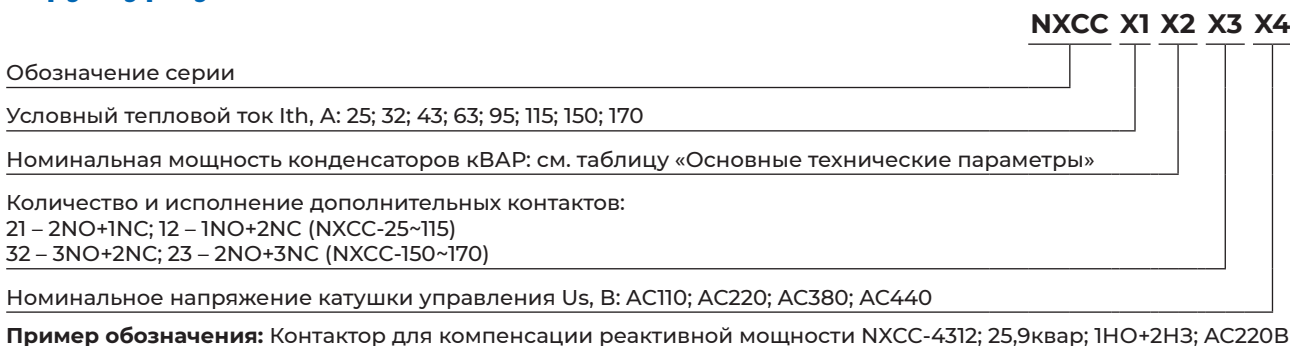 NXCC X1 X2 X3 X4
Обозначение серии
Условный тепловой ток Ith, А: 25; 32; 43; 63; 95; 115; 150; 170
Номинальная мощность конденсаторов кВАР: см. таблицу «Основные технические параметры»
Количество и исполнение дополнительных контактов:
21 – 2NO+1NC; 12 – 1NO+2NC (NXCC-25~115)
32 – 3NO+2NC; 23 – 2NO+3NC (NXCC-150~170)
Номинальное напряжение катушки управления Us, В: AC110; AC220; AC380; AC440
Пример обозначения: Контактор для компенсации реактивной мощности NXCC-4312; 25,9квар; 1НО+2НЗ; AC220В